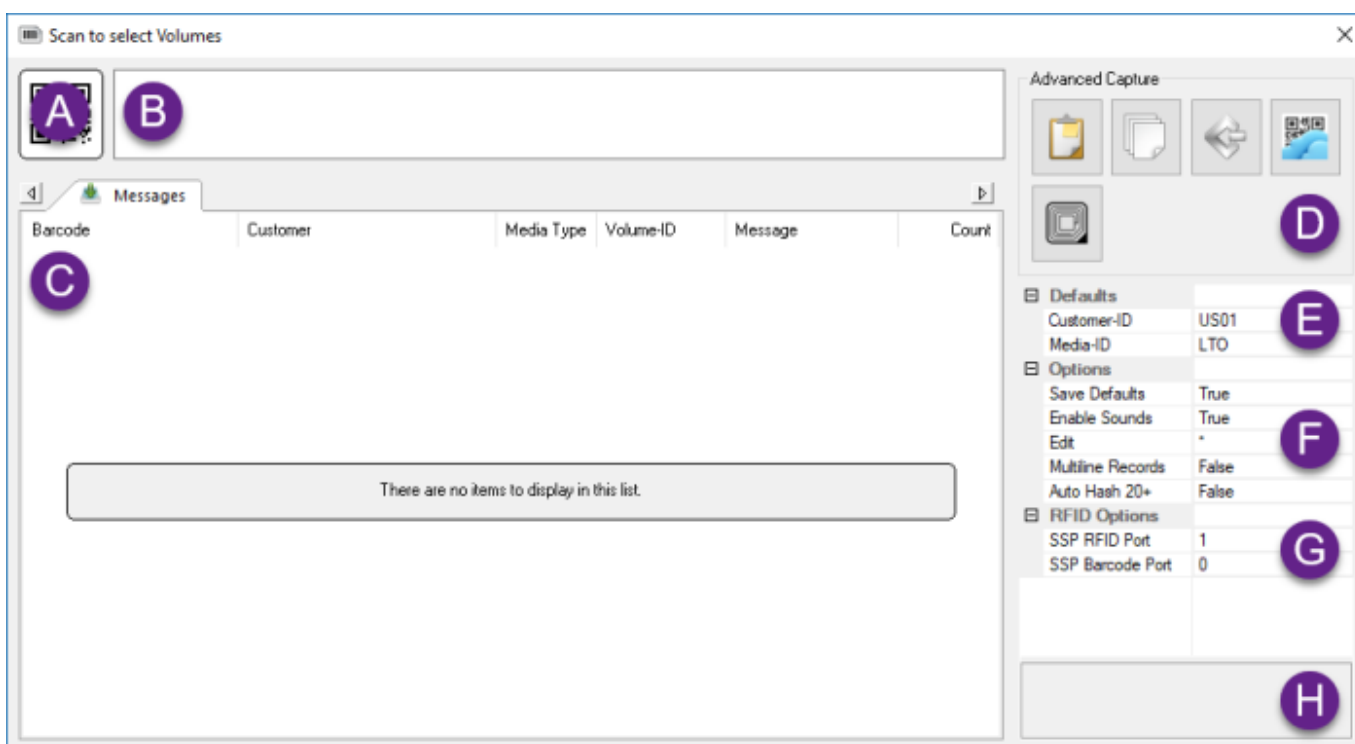 Scan to select Volumes
A
B
Advanced Capture
D
Messages
Barcode Customer Media Type Volume-ID Message Count
C
There are no items to display in this list.
Defaults
Customer-ID US01
Media-ID LTO
E
Options
Save Defaults True
Enable Sounds True
Edit *
Multiline Records False
Auto Hash 20+ False
F
RFID Options
SSP RFID Port 1
SSP Barcode Port 0
G
H